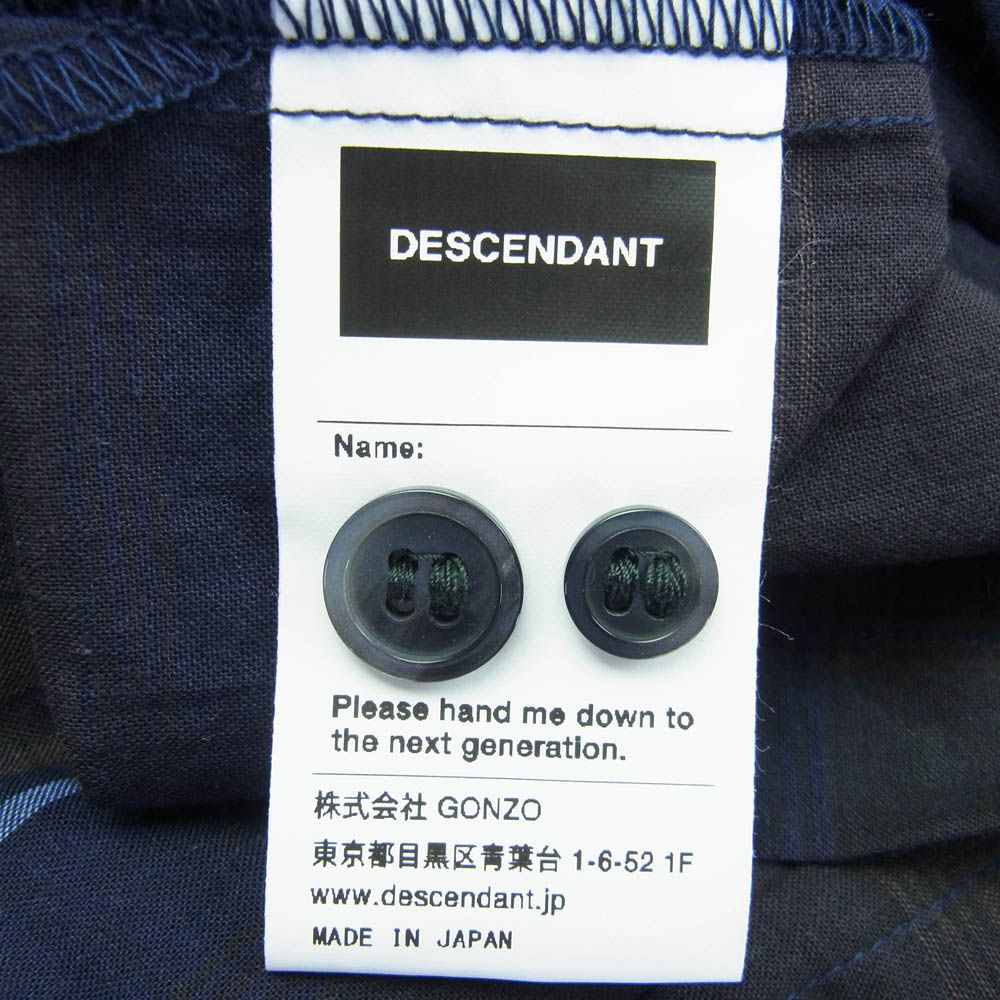 DESCENDANT
Name:
Please hand me down to
the next generation.
株式会社 GONZO
東京都目黒区青葉台 1-6-52 1F
www.descendant.jp
MADE IN JAPAN